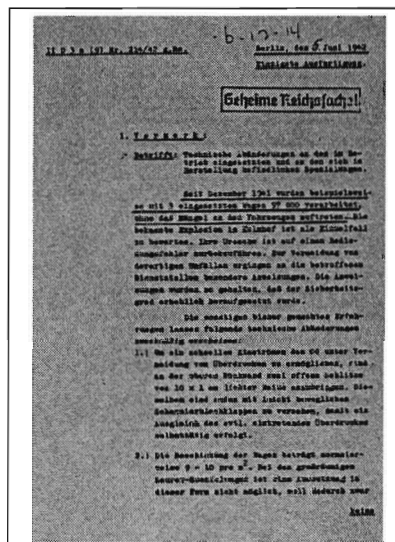 6-12-14
II D 3 a (9) Nr. 214/42 g.Rs.
Berlin, den 5. Juni 1942
Einzigste Ausfertigung.
Geheime Reichssache!
1. Vermerk:
Betrifft: Technische Abänderungen an den im Be-
trieb eingesetzten und an den sich in
Herstellung befindlichen Spezialwagen.
Seit Dezember 1941 wurden beispielswei-
se mit 3 eingesetzten Wagen 97 000 verarbeitet,
ohne daß Mängel an den Fahrzeugen auftraten. Die
bekannte Explosion in Kulmhof ist als Einzelfall
zu bewerten. Ihre Ursache ist auf einen Bedie-
nungsfehler zurückzuführen. Zur Vermeidung von
derartigen Unfällen ergingen an die betroffenen
Dienststellen besondere Anweisungen. Die Anwei-
sungen wurden so gehalten, daß der Sicherheits-
grad erheblich heraufgesetzt wurde.
Die sonstigen bisher gemachten Erfah-
rungen lassen folgende technische Abänderungen
zweckmäßig erscheinen:
1.) Um ein schnelles Einströmen des CO unter Ver-
meidung von Überdrucken zu ermöglichen, sind
an der oberen Rückwand zwei offene Schlitze
von 10 x 1 cm lichter Weite anzubringen. Die-
selben sind außen mit leicht beweglichen
Scharnierblechklappen zu versehen, damit ein
Ausgleich des evtl. eintretenden Überdruckes
selbsttätig erfolgt.
2.) Die Beschickung der Wagen beträgt normaler-
weise 9 - 10 pro m². Bei den großräumigen
Saurer-Spezialwagen ist eine Ausnutzung in
dieser Form nicht möglich, weil dadurch zwar
keine